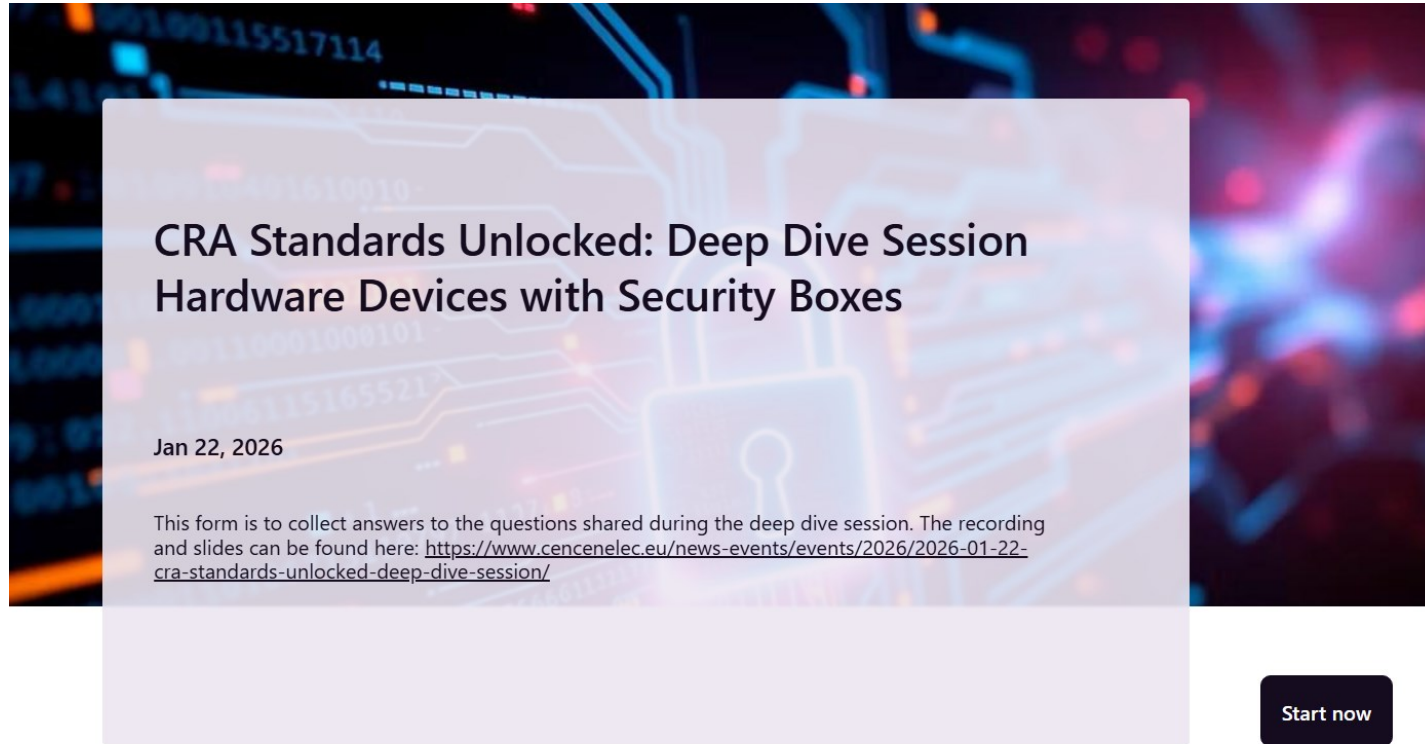 00100115517114
CRA Standards Unlocked: Deep Dive Session
Hardware Devices with Security Boxes
Jan 22, 2026
This form is to collect answers to the questions shared during the deep dive session. The recording
and slides can be found here: https://www.cencenelec.eu/news-events/events/2026/2026-01-22-
cra-standards-unlocked-deep-dive-session/
Start now